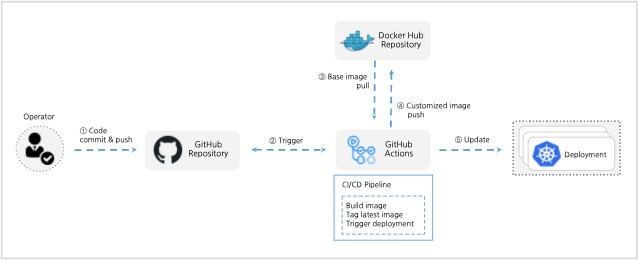 Docker Hub
Repository
③ Base image
pull
④ Customized image
push
Operator
① Code
commit & push
GitHub
Repository
② Trigger
GitHub
Actions
⑤ Update
Deployment
CI/CD Pipeline
Build image
Tag latest image
Trigger deployment